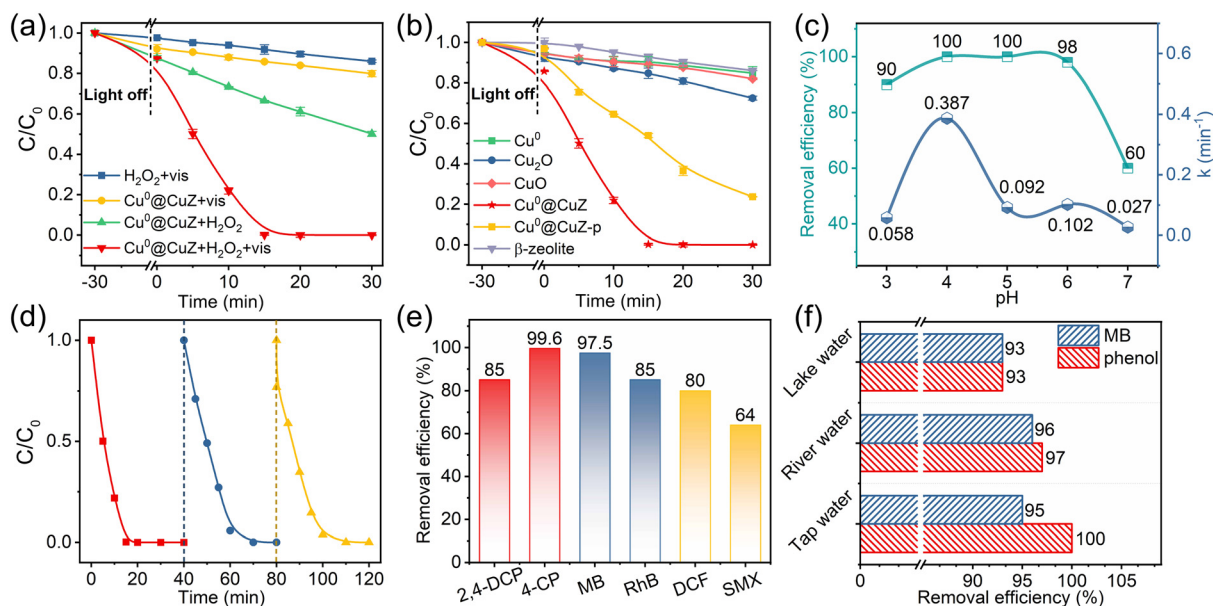 (a)
C/C0
1.0
0.8
0.6
0.4
0.2
0.0
Light off
H2O2+vis
Cu0@CuZ+vis
Cu0@CuZ+H2O2
Cu0@CuZ+H2O2+vis
-30 0 10 20 30
Time (min)
(b)
C/C0
1.0
0.8
0.6
0.4
0.2
0.0
Light off
Cu0
Cu2O
CuO
Cu0@CuZ
Cu0@CuZ-p
β-zeolite
-30 0 10 20 30
Time (min)
(c)
Removal efficiency (%)
120
100
80
60
40
90 100 100 98 60
0.058 0.387 0.092 0.102 0.027
0.6
0.4
0.2
0.0
k (min-1)
3 4 5 6 7
pH
(d)
C/C0
1.0
0.5
0.0
0 20 40 60 80 100 120
Time (min)
(e)
Removal efficiency (%)
120
100
80
60
40
20
0
85 99.6 97.5 85 80 64
2,4-DCP 4-CP MB RhB DCF SMX
(f)
MB
phenol
Lake water
93
93
River water
96
97
Tap water
95
100
0 90 95 100 105
Removal efficiency (%)